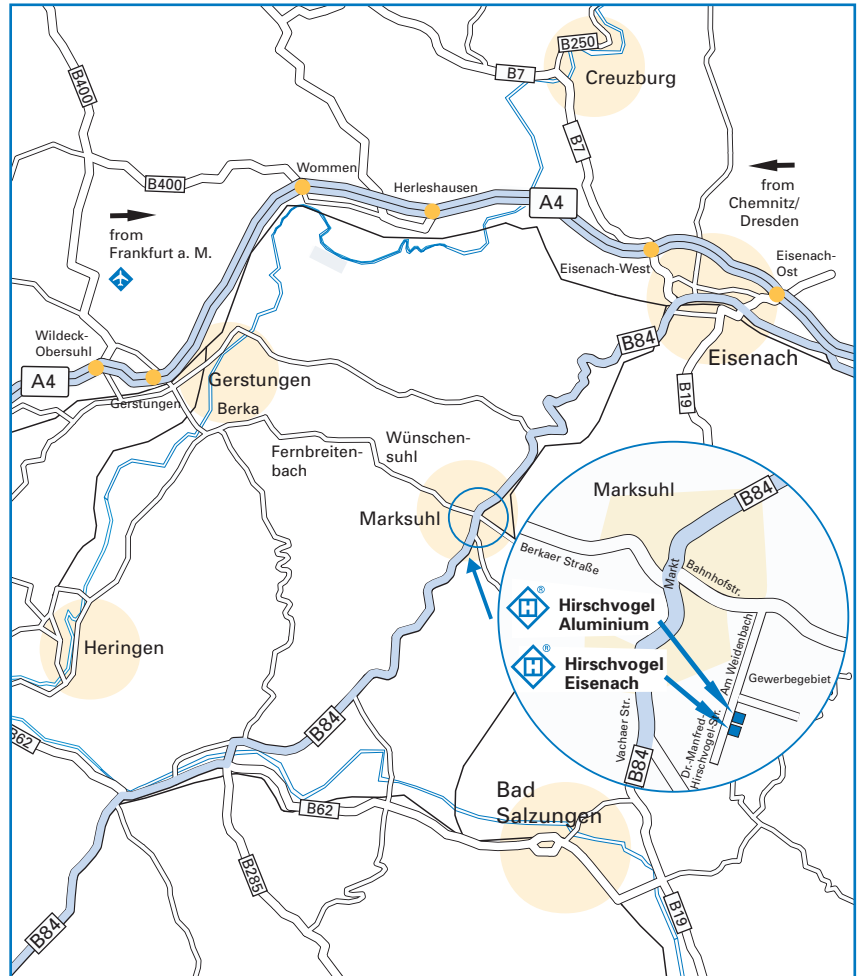 B250
B7
Creuzburg
B400
B7
B400
Wommen
Herleshausen
A4
from
Chemnitz/
Dresden
from
Frankfurt a. M.
Eisenach-West
Eisenach-
Ost
Wildeck-
Obersuhl
B84
Eisenach
A4
Gerstungen
Gerstungen
B19
Berka
Wünschen-
suhl
Fernbreiten-
bach
Marksuhl
Marksuhl
B84
Berkaer Straße
Markt
Bahnhofstr.
®
Hirschvogel
Aluminium
®
Hirschvogel
Eisenach
Am Weidenbach
Gewerbegebiet
Heringen
Vachaer Str.
Dr.-Manfred-
Hirschvogel-Str.
B84
B84
B62
B62
Bad
Salzungen
B285
B19
B84